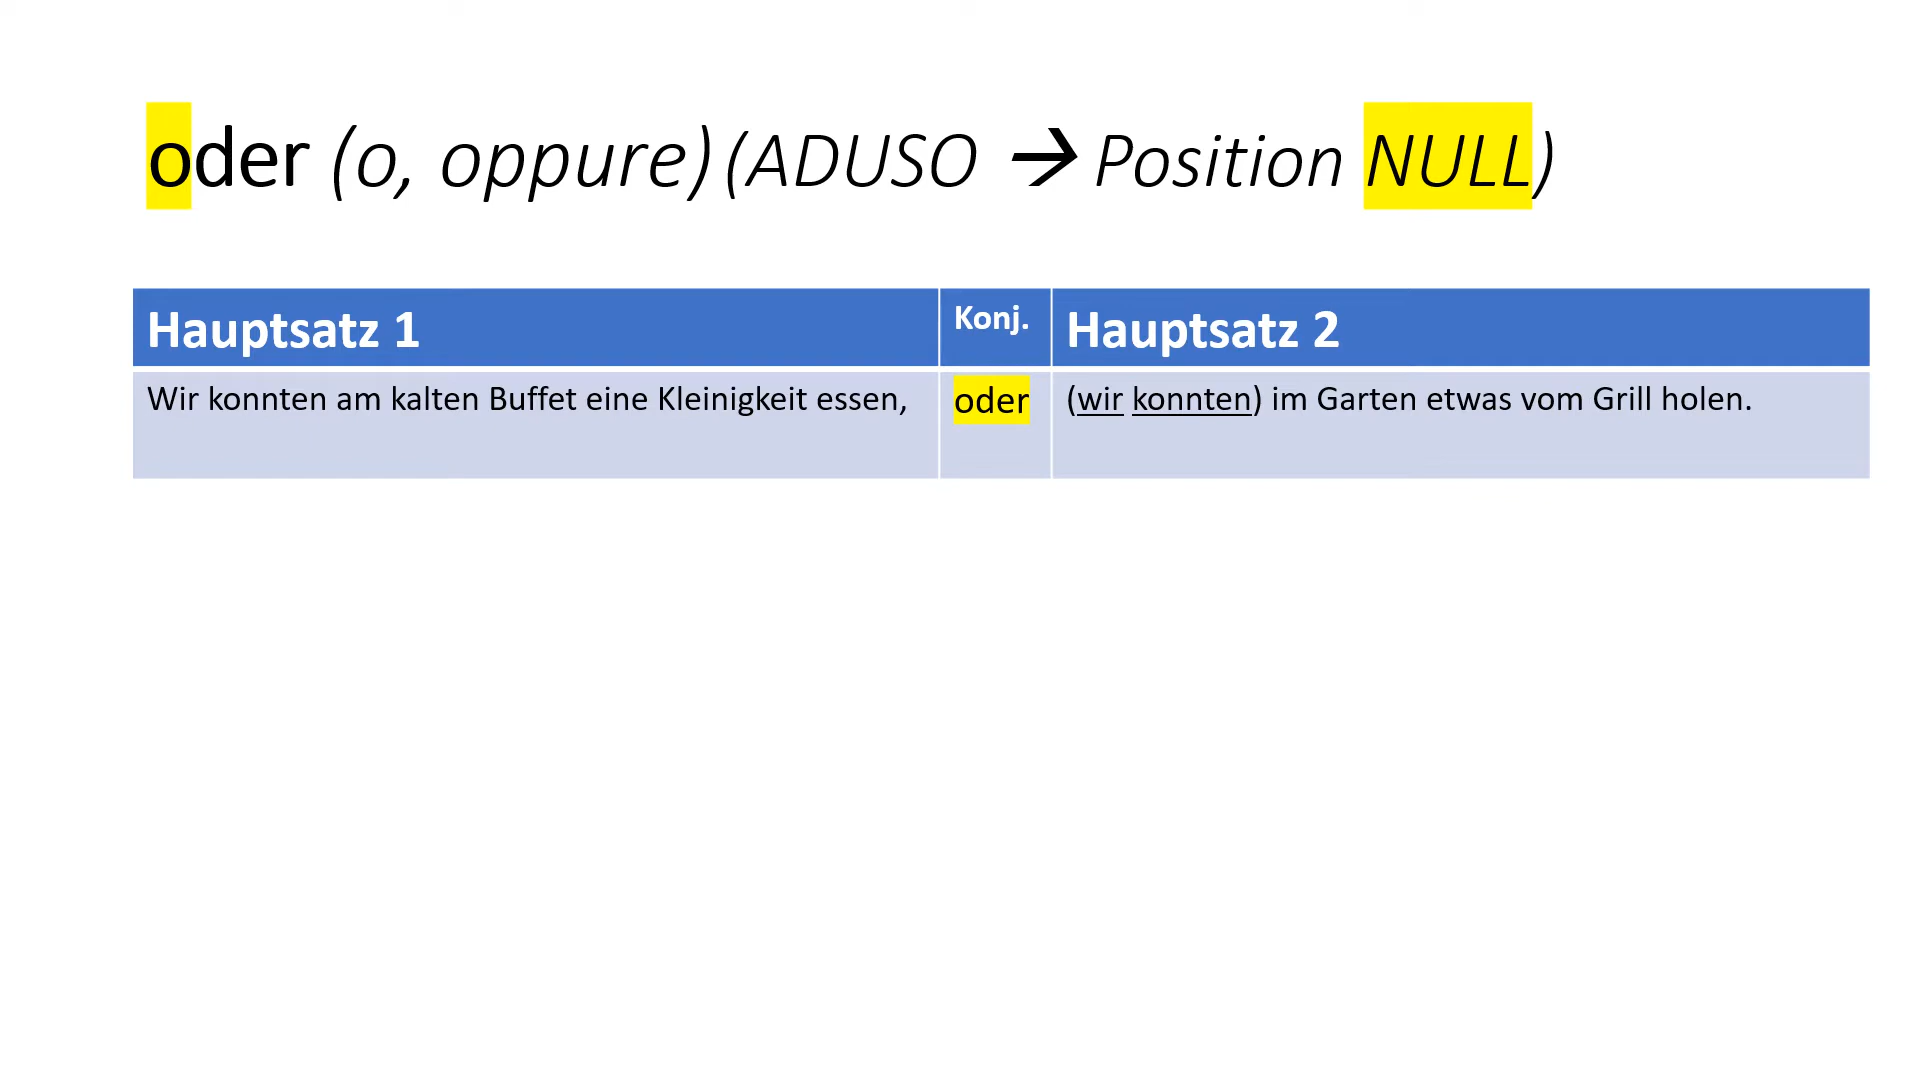 oder (o, oppure) (ADUSO → Position NULL)
Hauptsatz 1 Konj. Hauptsatz 2
Wir konnten am kalten Buffet eine Kleinigkeit essen, oder (wir konnten) im Garten etwas vom Grill holen.